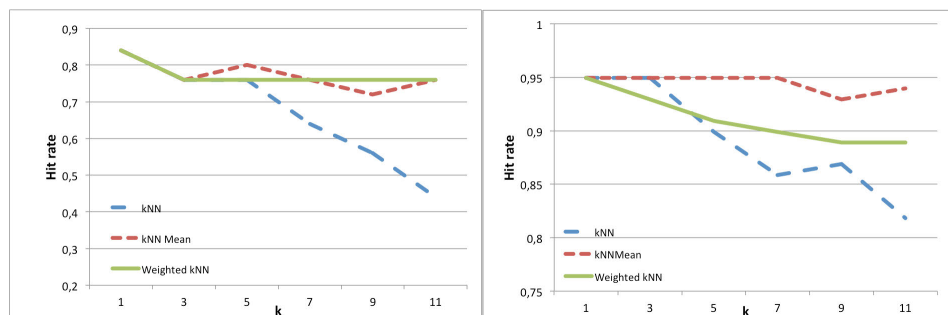 0,9
0,8
0,7
0,6
0,5
0,4
0,3
0,2
Hit rate
kNN
kNN Mean
Weighted kNN
1 3 5 7 9 11
k
1
0,95
0,9
0,85
0,8
0,75
Hit rate
kNN
kNNMean
Weighted kNN
1 3 5 7 9 11
k